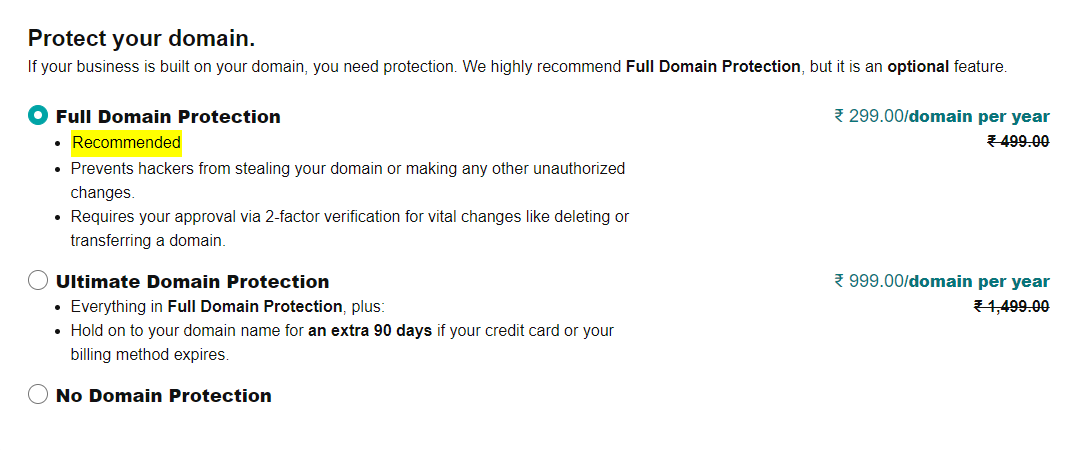 Protect your domain.
If your business is built on your domain, you need protection. We highly recommend Full Domain Protection, but it is an optional feature.
Full Domain Protection
₹ 299.00/domain per year
• Recommended
₹ 499.00
• Prevents hackers from stealing your domain or making any other unauthorized
changes.
• Requires your approval via 2-factor verification for vital changes like deleting or
transferring a domain.
Ultimate Domain Protection
₹ 999.00/domain per year
• Everything in Full Domain Protection, plus:
₹ 1,499.00
• Hold on to your domain name for an extra 90 days if your credit card or your
billing method expires.
No Domain Protection